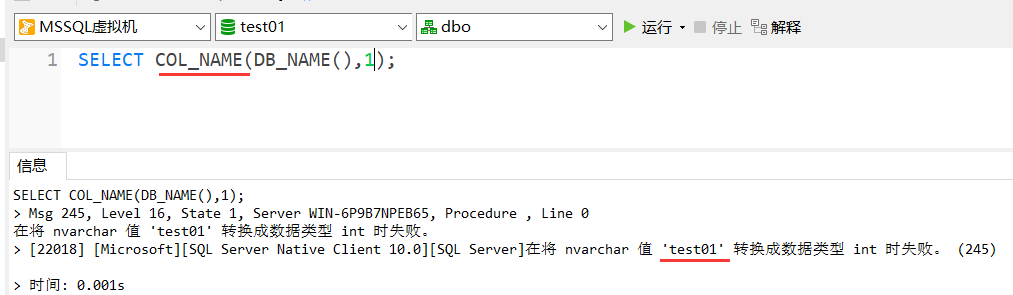 MSSQL虚拟机 test01 dbo 运行 停止 解释
1 SELECT COL_NAME(DB_NAME(),1);
信息
SELECT COL_NAME(DB_NAME(),1);
> Msg 245, Level 16, State 1, Server WIN-6P9B7NPEB65, Procedure , Line 0
在将 nvarchar 值 'test01' 转换成数据类型 int 时失败。
> [22018] [Microsoft][SQL Server Native Client 10.0][SQL Server]在将 nvarchar 值 'test01' 转换成数据类型 int 时失败。 (245)
> 时间: 0.001s